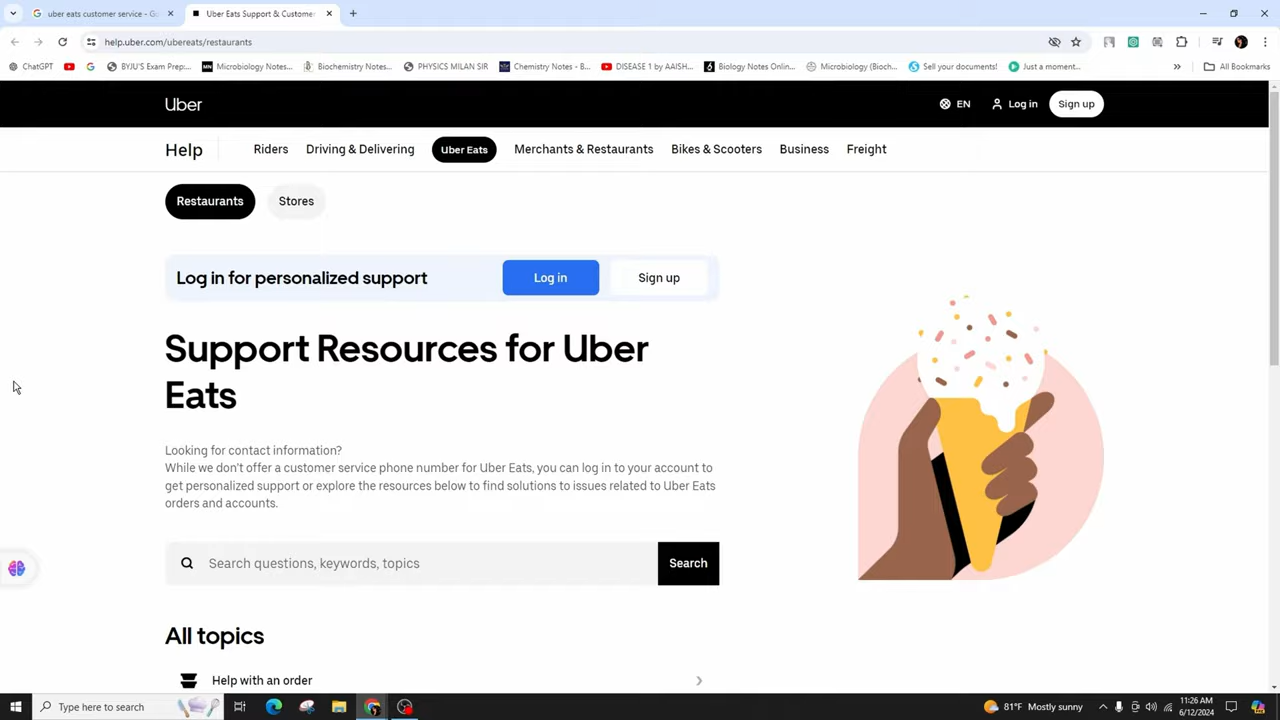 uber eats customer service - Go
Uber Eats Support & Customer
help.uber.com/ubereats/restaurants
ChatGPT
BYJU'S Exam Prep:...
Microbiology Notes...
Biochemistry Notes...
PHYSICS MILAN SIR
Chemistry Notes - B...
DISEASE 1 by AAISH...
Biology Notes Onlin...
Microbiology (Bioch...
Sell your documents!
Just a moment...
»
All Bookmarks
Uber
EN
Log in
Sign up
Help
Riders
Driving & Delivering
Uber Eats
Merchants & Restaurants
Bikes & Scooters
Business
Freight
Restaurants
Stores
Log in for personalized support
Log in
Sign up
Support Resources for Uber
Eats
Looking for contact information?
While we don't offer a customer service phone number for Uber Eats, you can log in to your account to
get personalized support or explore the resources below to find solutions to issues related to Uber Eats
orders and accounts.
Search questions, keywords, topics
Search
All topics
Help with an order
Type here to search
81°F Mostly sunny
11:26 AM
6/12/2024